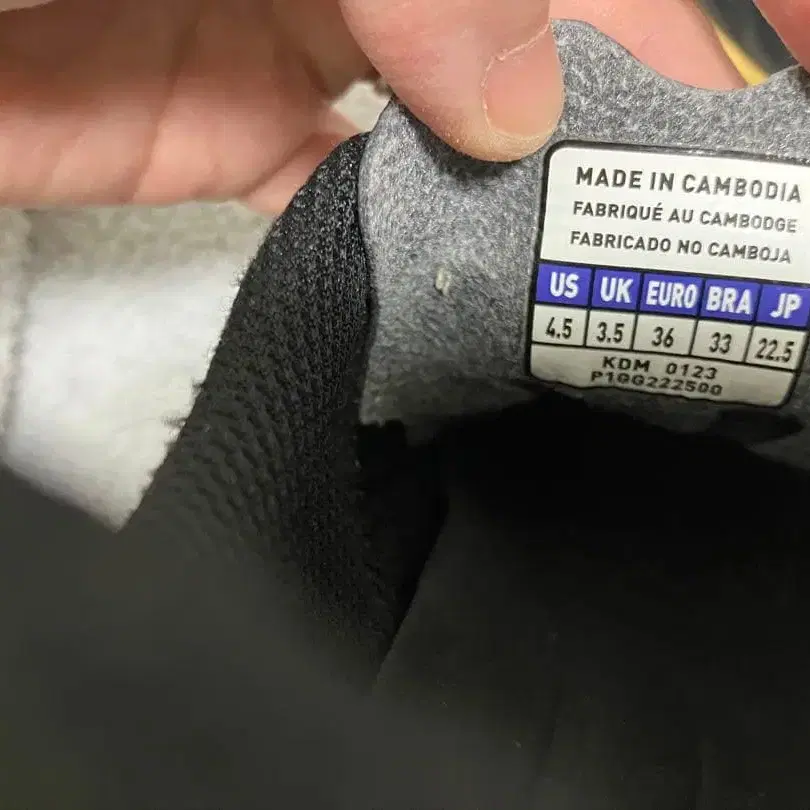 MADE IN CAMBODIA
FABRIQUÉ AU CAMBODGE
FABRICADO NO CAMBOJA
US UK EURO BRA JP
4.5 3.5 36 33 22.5
KDM 0123
P1GG222500